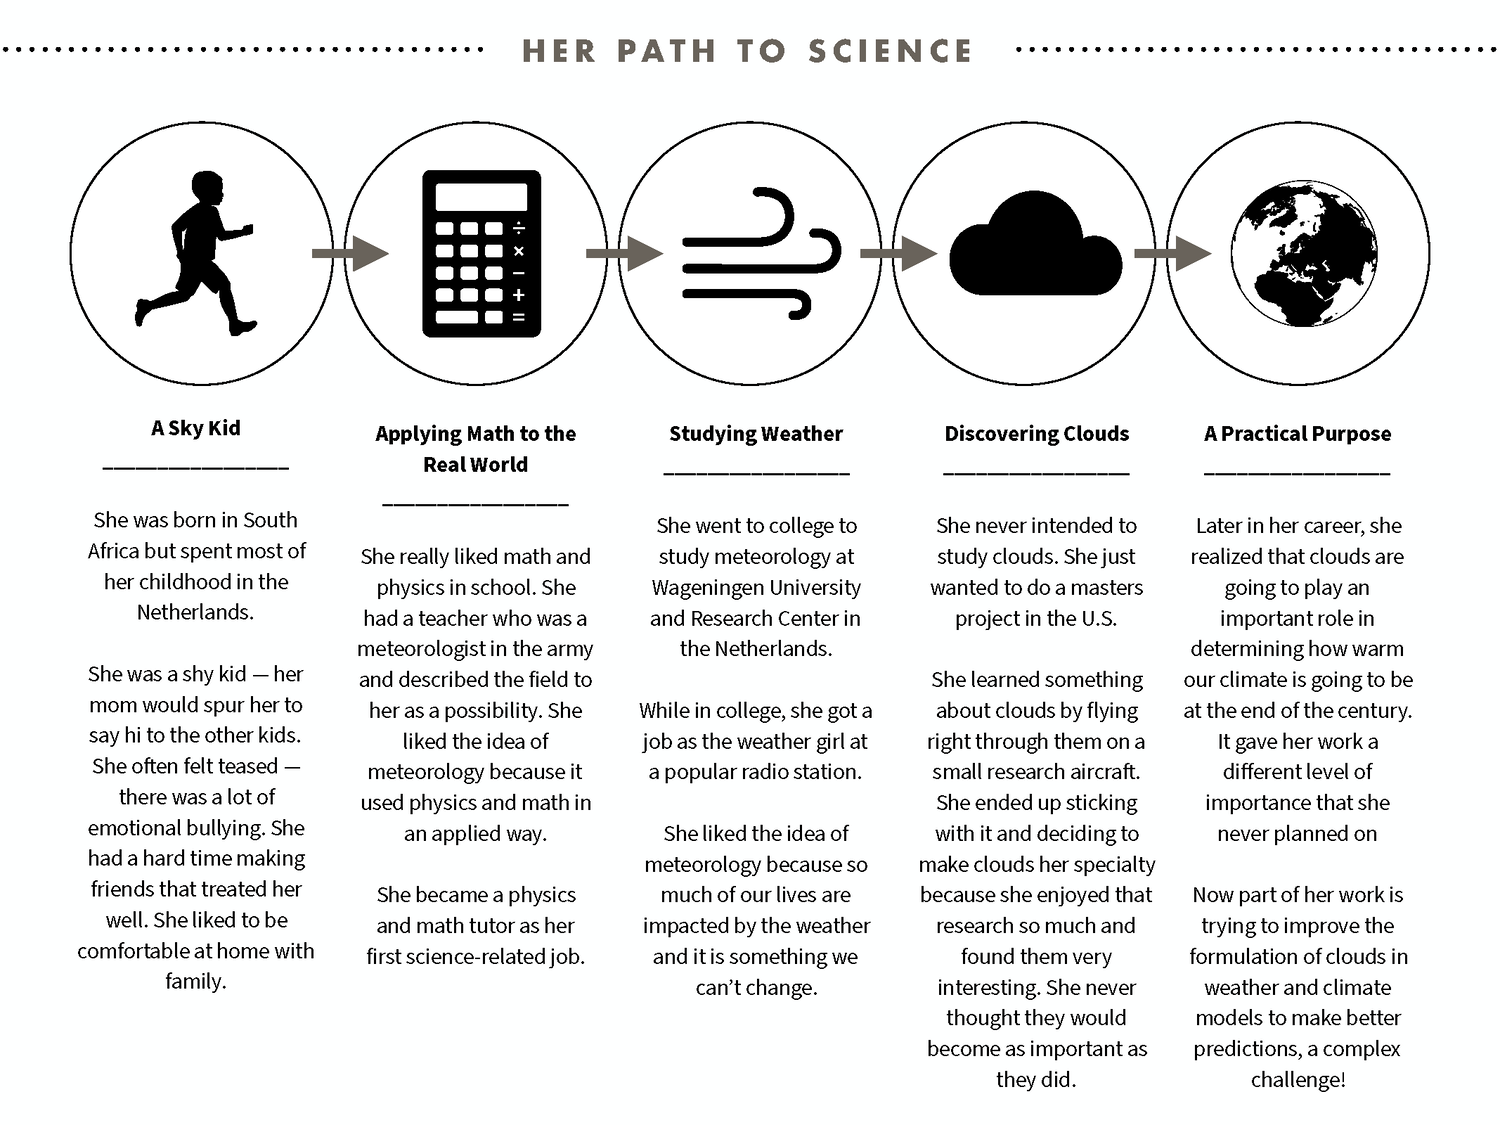 HER PATH TO SCIENCE
÷
×
−
+
=
A Sky Kid
She was born in South
Africa but spent most of
her childhood in the
Netherlands.
She was a shy kid — her
mom would spur her to
say hi to the other kids.
She often felt teased —
there was a lot of
emotional bullying. She
had a hard time making
friends that treated her
well. She liked to be
comfortable at home with
family.
Applying Math to the
Real World
She really liked math and
physics in school. She
had a teacher who was a
meteorologist in the army
and described the field to
her as a possibility. She
liked the idea of
meteorology because it
used physics and math in
an applied way.
She became a physics
and math tutor as her
first science-related job.
Studying Weather
She went to college to
study meteorology at
Wageningen University
and Research Center in
the Netherlands.
While in college, she got a
job as the weather girl at
a popular radio station.
She liked the idea of
meteorology because so
much of our lives are
impacted by the weather
and it is something we
can’t change.
Discovering Clouds
She never intended to
study clouds. She just
wanted to do a masters
project in the U.S.
She learned something
about clouds by flying
right through them on a
small research aircraft.
She ended up sticking
with it and deciding to
make clouds her specialty
because she enjoyed that
research so much and
found them very
interesting. She never
thought they would
become as important as
they did.
A Practical Purpose
Later in her career, she
realized that clouds are
going to play an
important role in
determining how warm
our climate is going to be
at the end of the century.
It gave her work a
different level of
importance that she
never planned on
Now part of her work is
trying to improve the
formulation of clouds in
weather and climate
models to make better
predictions, a complex
challenge!